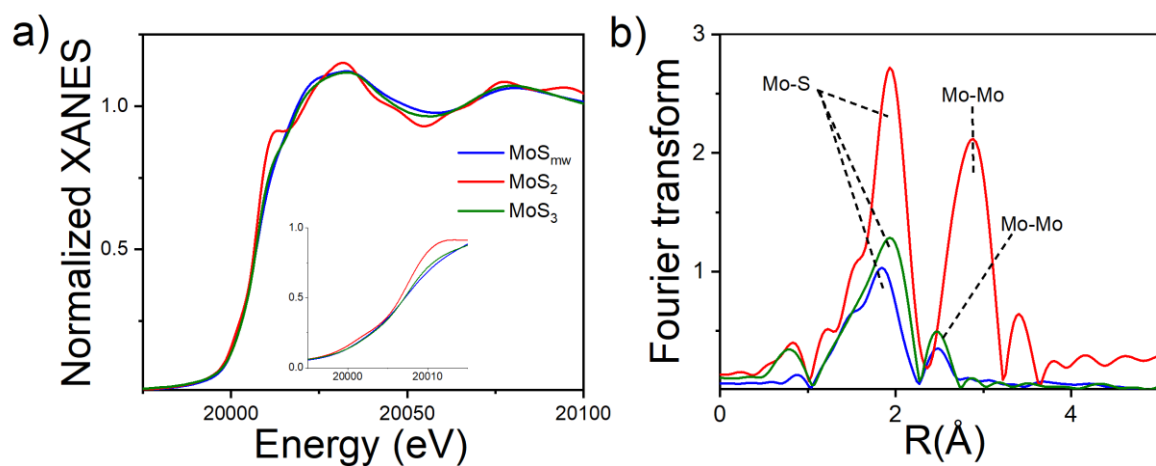 a)
Normalized XANES
1.0
0.5
MoSmw
MoS2
MoS3
1.0
0.5
0.0
20000
20010
20000
20050
20100
Energy (eV)
b)
Fourier transform
3
2
1
Mo-S
Mo-Mo
Mo-Mo
0
2
4
R(Å)